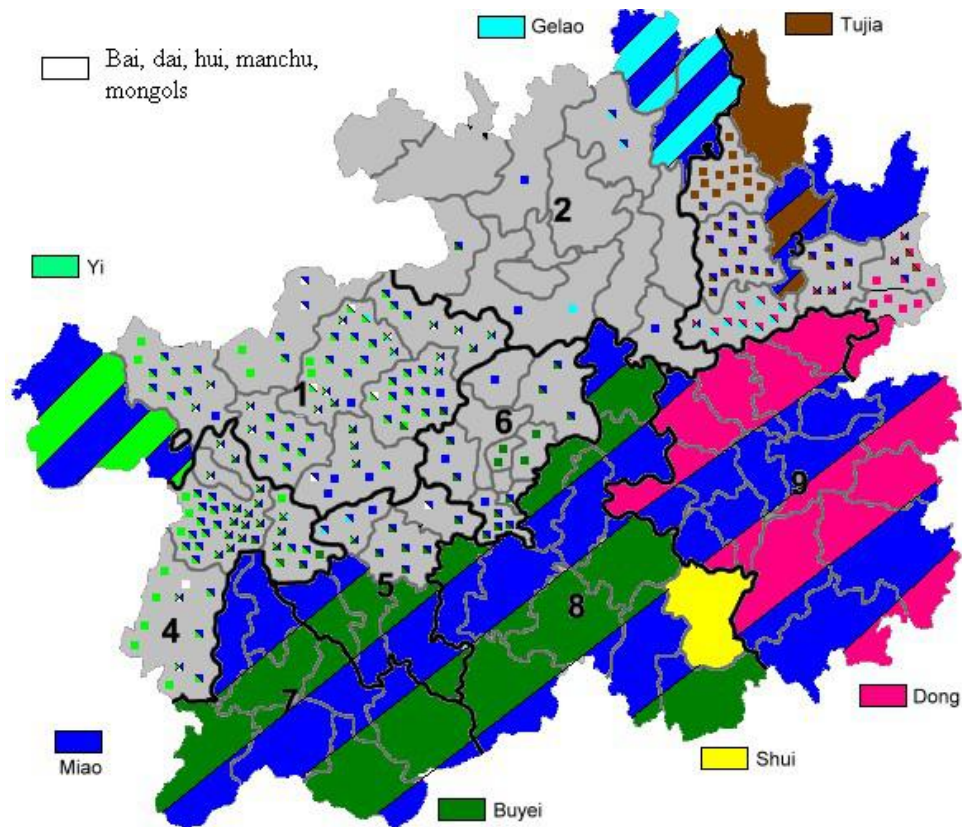 Gelao
Tujia
Bai, dai, hui, manchu,
mongols
2
3
Yi
1
6
9
5
8
4
7
Dong
Miao
Shui
Buyei